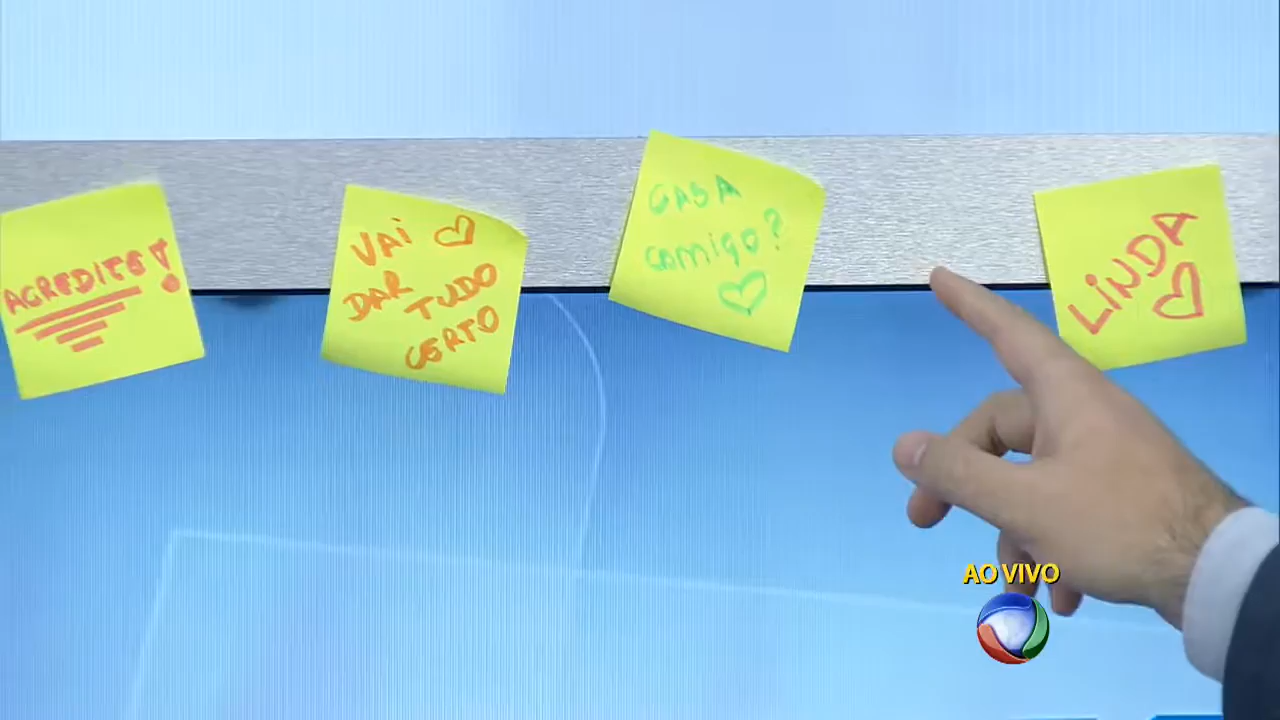 ACREDITE!
VAI
DAR TUDO
CERTO
CASA
COMIGO?
LINDA
AO VIVO